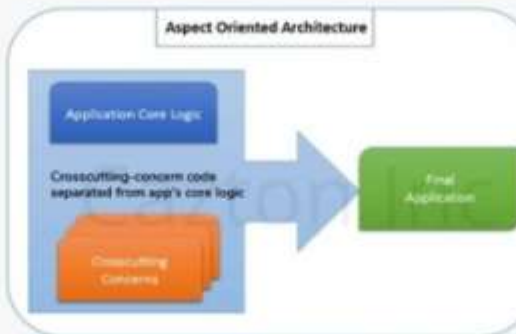 Aspect Oriented Architecture
Application Core Logic
Crosscutting-concern code
separated from app's core logic
Final
Application
Crosscutting
Concerns